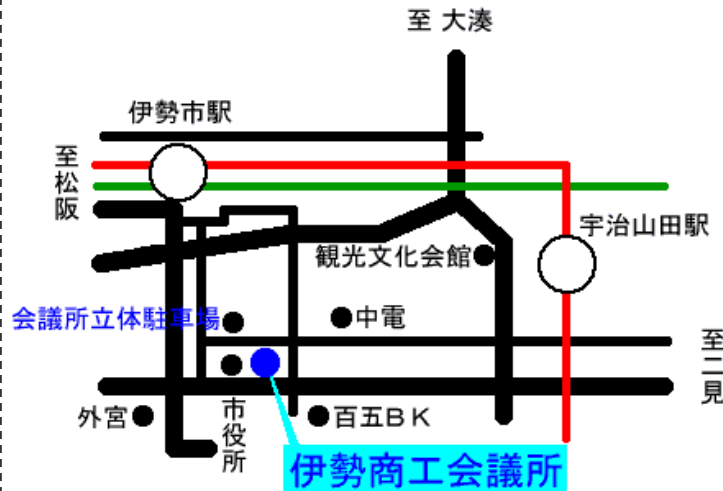 至 大湊
伊勢市駅
至松阪
宇治山田駅
観光文化会館
会議所立体駐車場
中電
至二見
外宮
市役所
百五ＢＫ
伊勢商工会議所